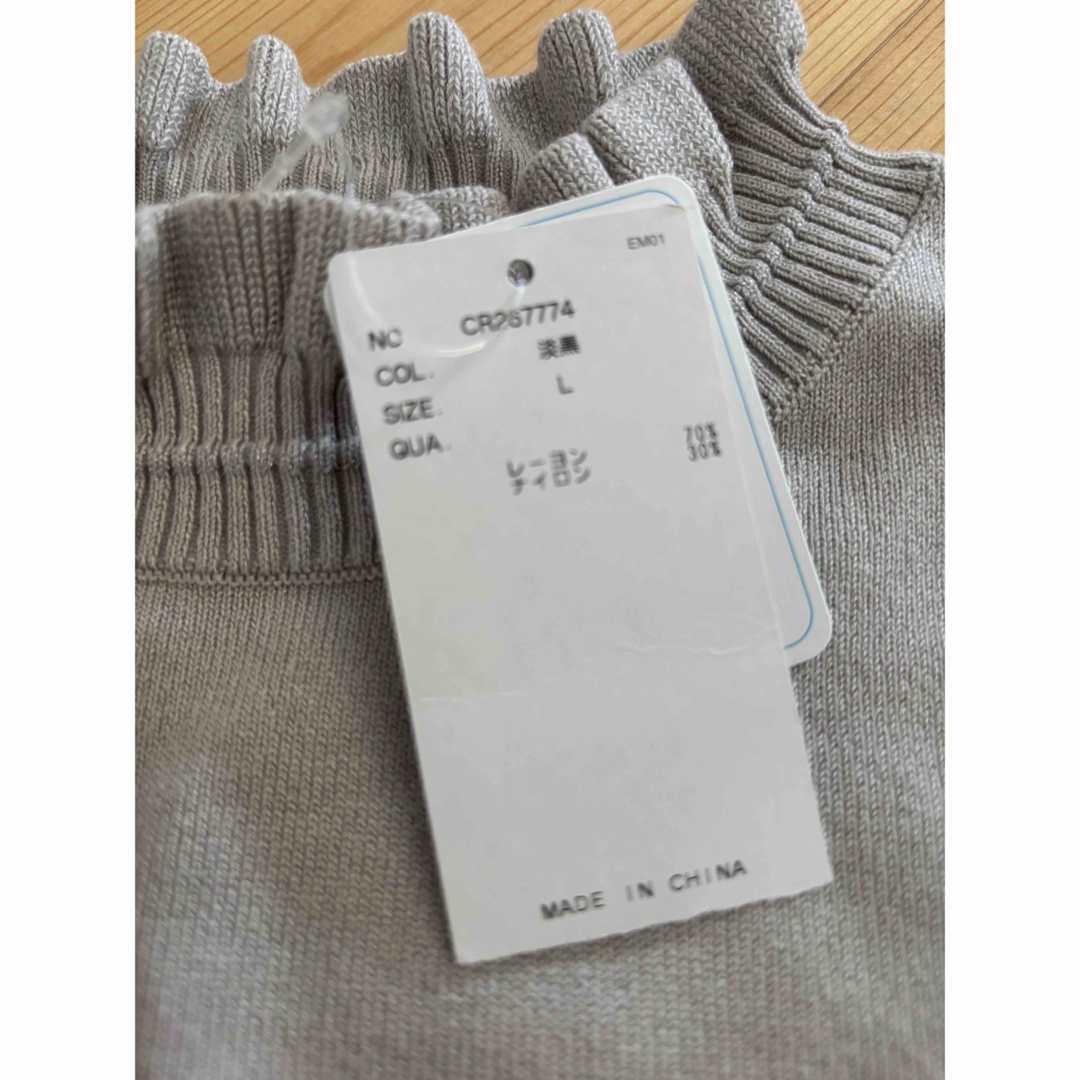 EM01
NO CR267774
COL. 淡黒
SIZE. L
QUA.
レーヨン 70%
ナイロン 30%
MADE IN CHINA